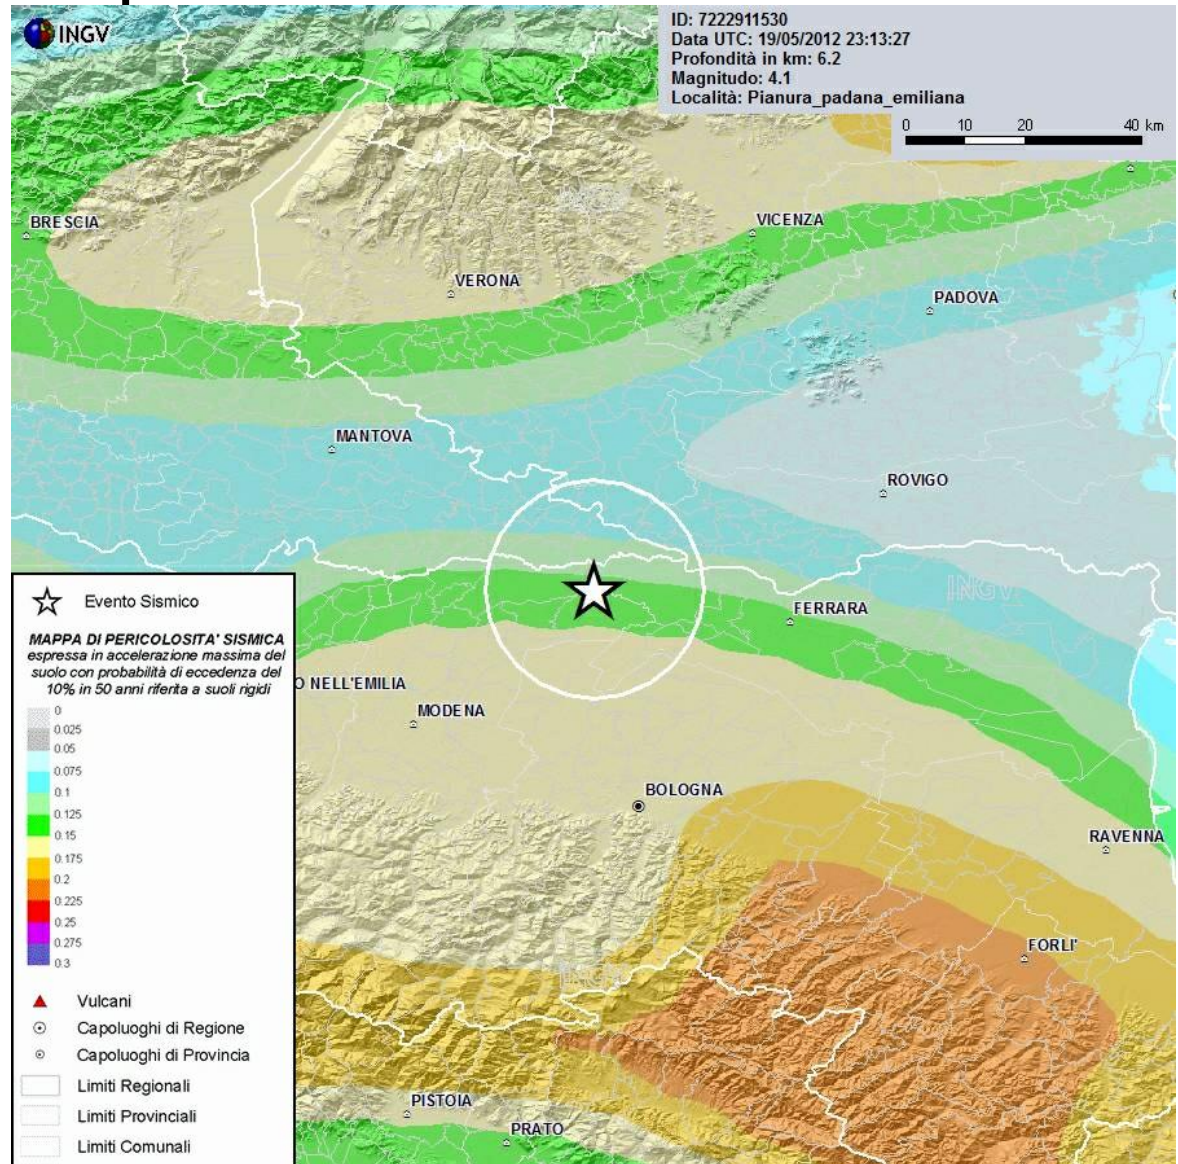 INGV
ID: 7222911530
Data UTC: 19/05/2012 23:13:27
Profondità in km: 6.2
Magnitudo: 4.1
Località: Pianura_padana_emiliana
0 10 20 40 km
BRESCIA
VICENZA
VERONA
PADOVA
MANTOVA
ROVIGO
INGV
FERRARA
O NELL'EMILIA
MODENA
BOLOGNA
RAVENNA
FORLI'
INGV
PISTOIA
PRATO
Evento Sismico
MAPPA DI PERICOLOSITA' SISMICA
espressa in accelerazione massima del
suolo con probabilità di eccedenza del
10% in 50 anni riferita a suoli rigidi
0
0.025
0.05
0.075
0.1
0.125
0.15
0.175
0.2
0.225
0.25
0.275
0.3
Vulcani
Capoluoghi di Regione
Capoluoghi di Provincia
Limiti Regionali
Limiti Provinciali
Limiti Comunali